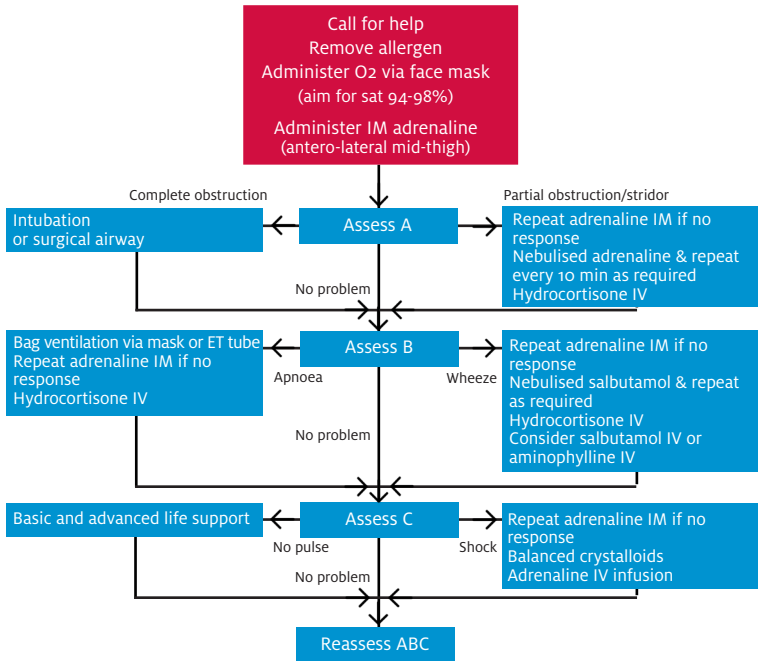 Call for help
Remove allergen
Administer O2 via face mask
(aim for sat 94-98%)
Administer IM adrenaline
(antero-lateral mid-thigh)
Complete obstruction
Partial obstruction/stridor
Intubation
or surgical airway
Assess A
Repeat adrenaline IM if no
response
Nebulised adrenaline & repeat
every 10 min as required
Hydrocortisone IV
No problem
Bag ventilation via mask or ET tube
Repeat adrenaline IM if no
response
Hydrocortisone IV
Apnoea
Assess B
Wheeze
Repeat adrenaline IM if no
response
Nebulised salbutamol & repeat
as required
Hydrocortisone IV
Consider salbutamol IV or
aminophylline IV
No problem
Basic and advanced life support
No pulse
Assess C
Shock
Repeat adrenaline IM if no
response
Balanced crystalloids
Adrenaline IV infusion
No problem
Reassess ABC